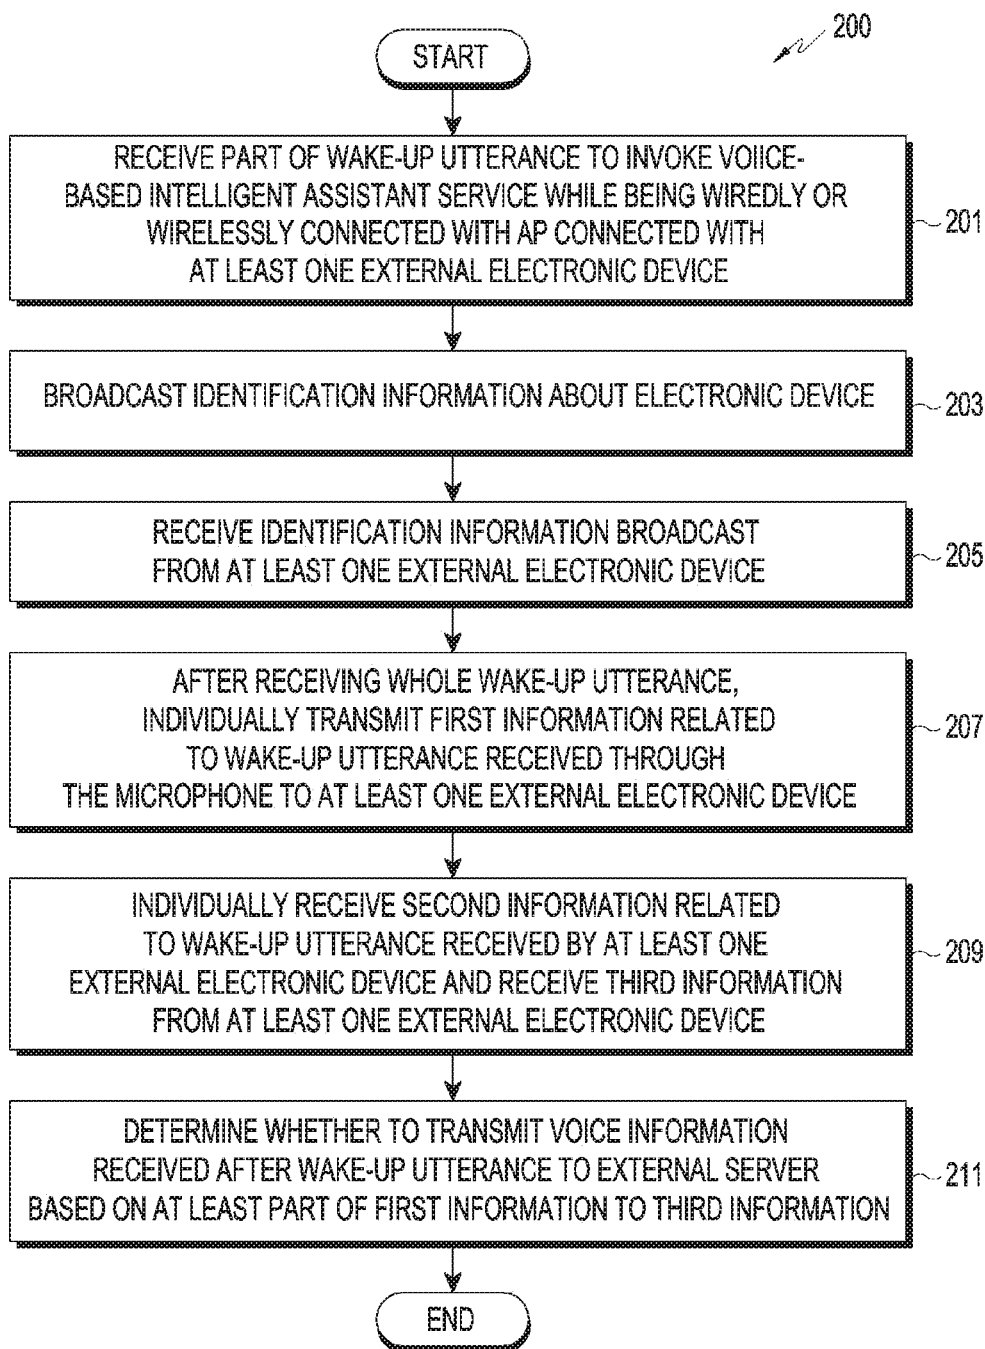 200
START
RECEIVE PART OF WAKE-UP UTTERANCE TO INVOKE VOIICE-
BASED INTELLIGENT ASSISTANT SERVICE WHILE BEING WIREDLY OR
WIRELESSLY CONNECTED WITH AP CONNECTED WITH
AT LEAST ONE EXTERNAL ELECTRONIC DEVICE
201
BROADCAST IDENTIFICATION INFORMATION ABOUT ELECTRONIC DEVICE
203
RECEIVE IDENTIFICATION INFORMATION BROADCAST
FROM AT LEAST ONE EXTERNAL ELECTRONIC DEVICE
205
AFTER RECEIVING WHOLE WAKE-UP UTTERANCE,
INDIVIDUALLY TRANSMIT FIRST INFORMATION RELATED
TO WAKE-UP UTTERANCE RECEIVED THROUGH
THE MICROPHONE TO AT LEAST ONE EXTERNAL ELECTRONIC DEVICE
207
INDIVIDUALLY RECEIVE SECOND INFORMATION RELATED
TO WAKE-UP UTTERANCE RECEIVED BY AT LEAST ONE
EXTERNAL ELECTRONIC DEVICE AND RECEIVE THIRD INFORMATION
FROM AT LEAST ONE EXTERNAL ELECTRONIC DEVICE
209
DETERMINE WHETHER TO TRANSMIT VOICE INFORMATION
RECEIVED AFTER WAKE-UP UTTERANCE TO EXTERNAL SERVER
BASED ON AT LEAST PART OF FIRST INFORMATION TO THIRD INFORMATION
211
END